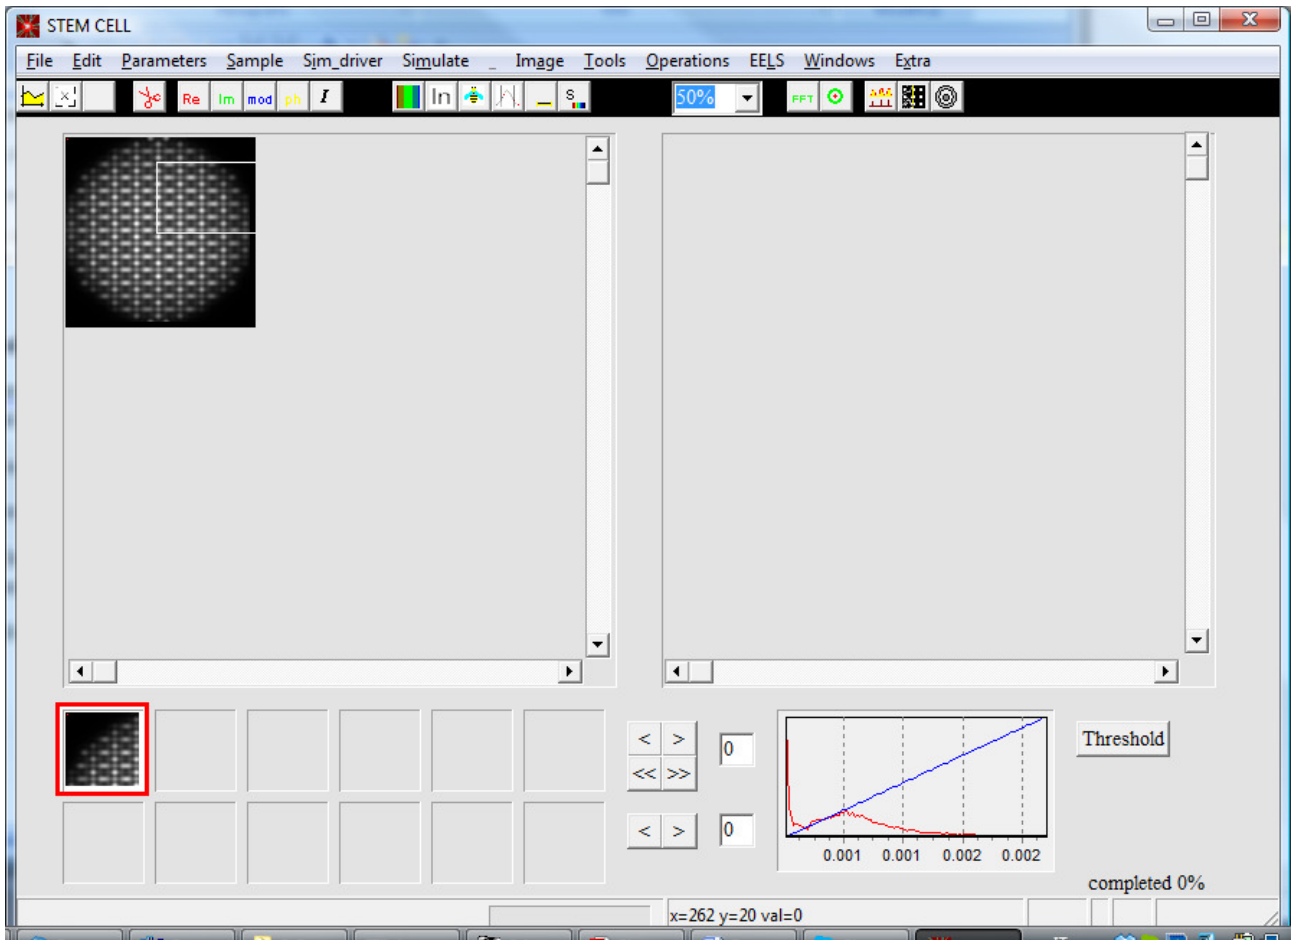 STEM CELL
File Edit Parameters Sample Sim_driver Simulate _ Image Tools Operations EELS Windows Extra
Re Im mod ph I ln S 50% FFT
< > 0
<< >>
Threshold
< > 0
0.001 0.001 0.002 0.002
completed 0%
x=262 y=20 val=0